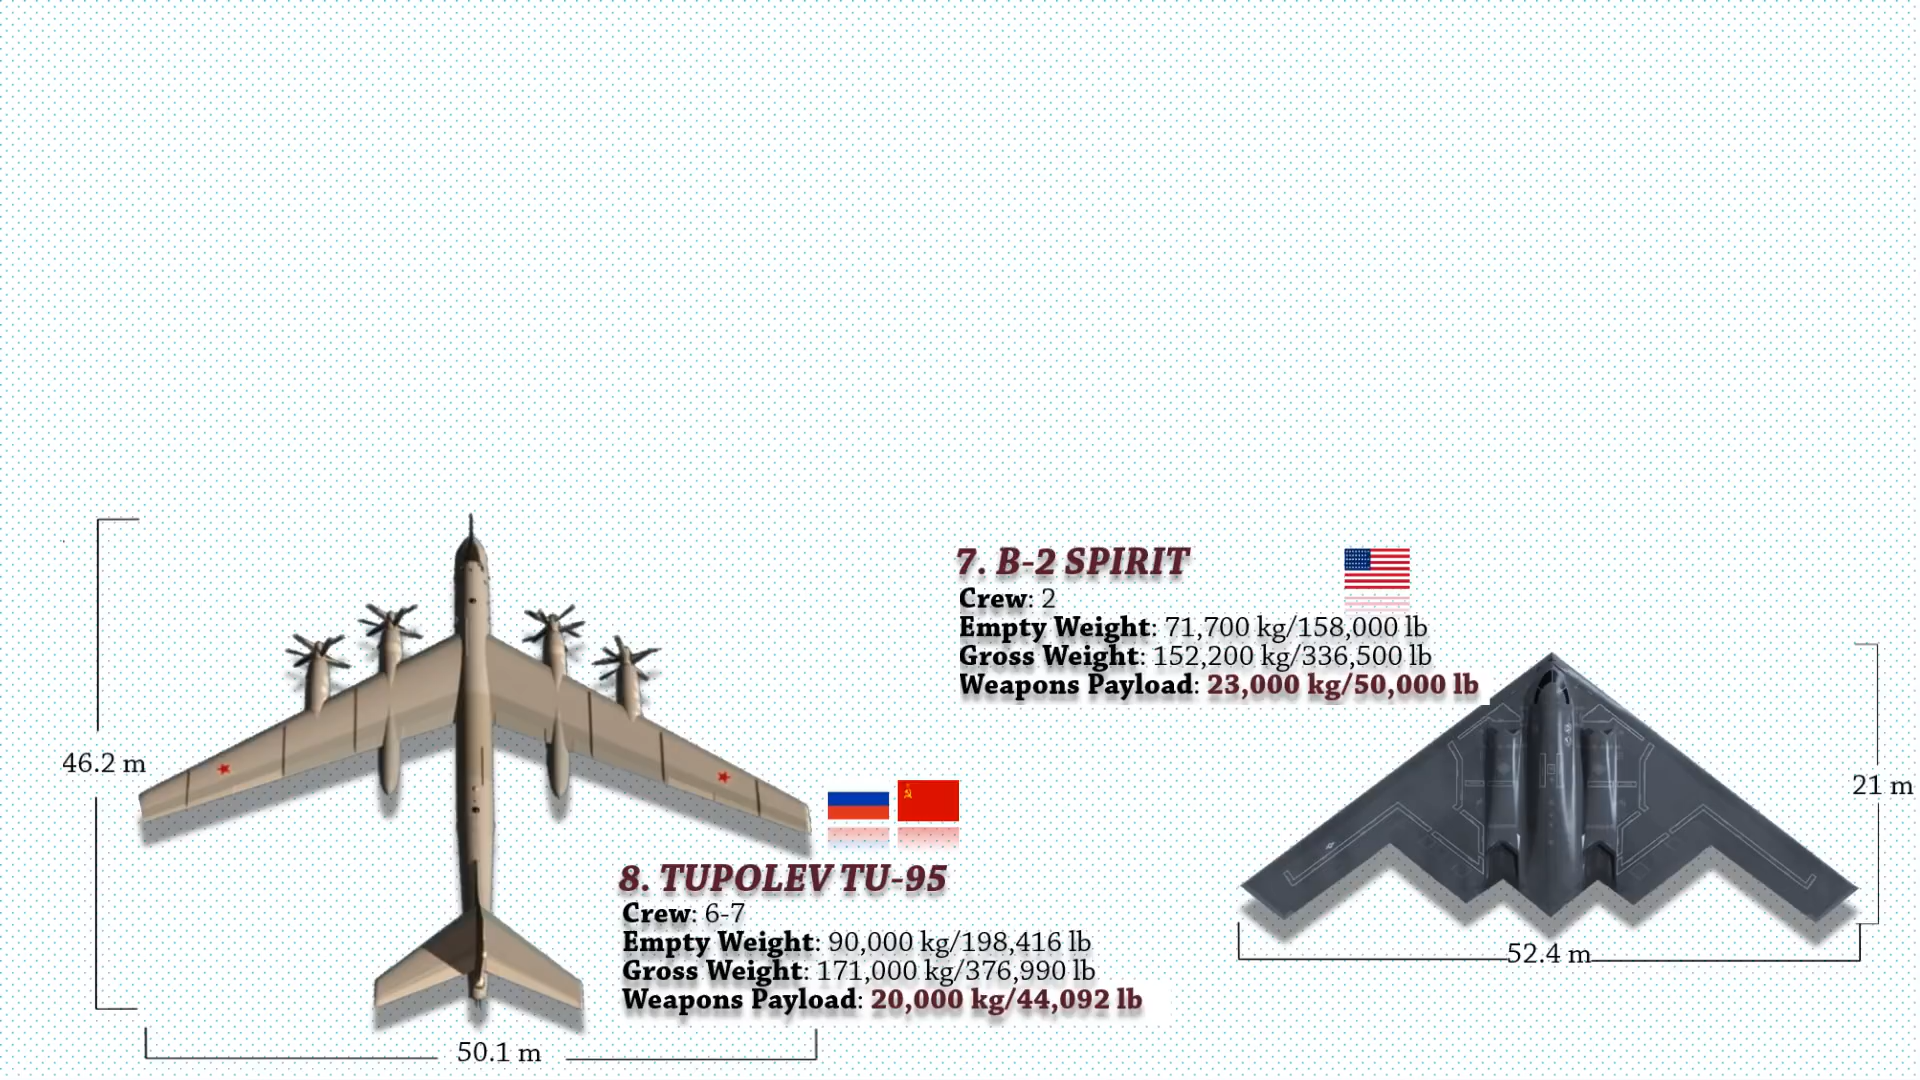 7. B-2 SPIRIT
Crew: 2
Empty Weight: 71,700 kg/158,000 lb
Gross Weight: 152,200 kg/336,500 lb
Weapons Payload: 23,000 kg/50,000 lb
46.2 m
21 m
8. TUPOLEV TU-95
Crew: 6-7
Empty Weight: 90,000 kg/198,416 lb
Gross Weight: 171,000 kg/376,990 lb
Weapons Payload: 20,000 kg/44,092 lb
52.4 m
50.1 m